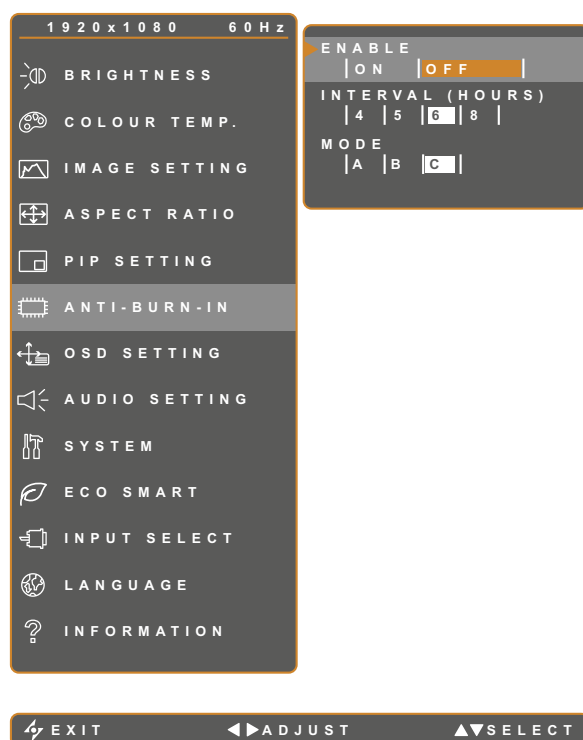 1920x1080 60Hz
BRIGHTNESS
COLOUR TEMP.
IMAGE SETTING
ASPECT RATIO
PIP SETTING
ANTI-BURN-IN
OSD SETTING
AUDIO SETTING
SYSTEM
ECO SMART
INPUT SELECT
LANGUAGE
INFORMATION
ENABLE
ON OFF
INTERVAL (HOURS)
4 5 6 8
MODE
A B C
EXIT ADJUST SELECT